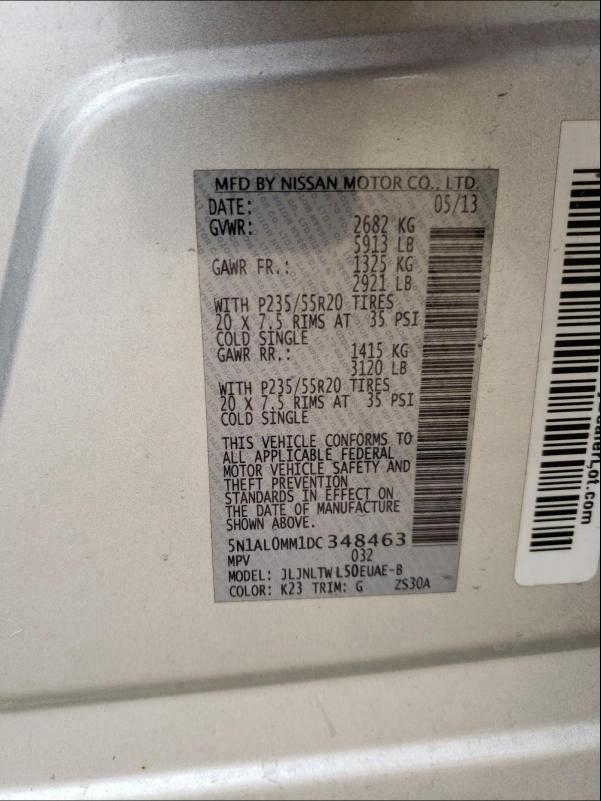 MFD BY NISSAN MOTOR CO., LTD.
DATE: 05/13
GVWR: 2682 KG
5913 LB
GAWR FR.: 1325 KG
2921 LB
WITH P235/55R20 TIRES
20 X 7.5 RIMS AT 35 PSI
COLD SINGLE
GAWR RR.: 1415 KG
3120 LB
WITH P235/55R20 TIRES
20 X 7.5 RIMS AT 35 PSI
COLD SINGLE
THIS VEHICLE CONFORMS TO
ALL APPLICABLE FEDERAL
MOTOR VEHICLE SAFETY AND
THEFT PREVENTION
STANDARDS IN EFFECT ON
THE DATE OF MANUFACTURE
SHOWN ABOVE.
5N1AL0MM1DC 348463
MPV 032
MODEL: JLJNLTW L50EUAE-B
COLOR: K23 TRIM: G ZS30A